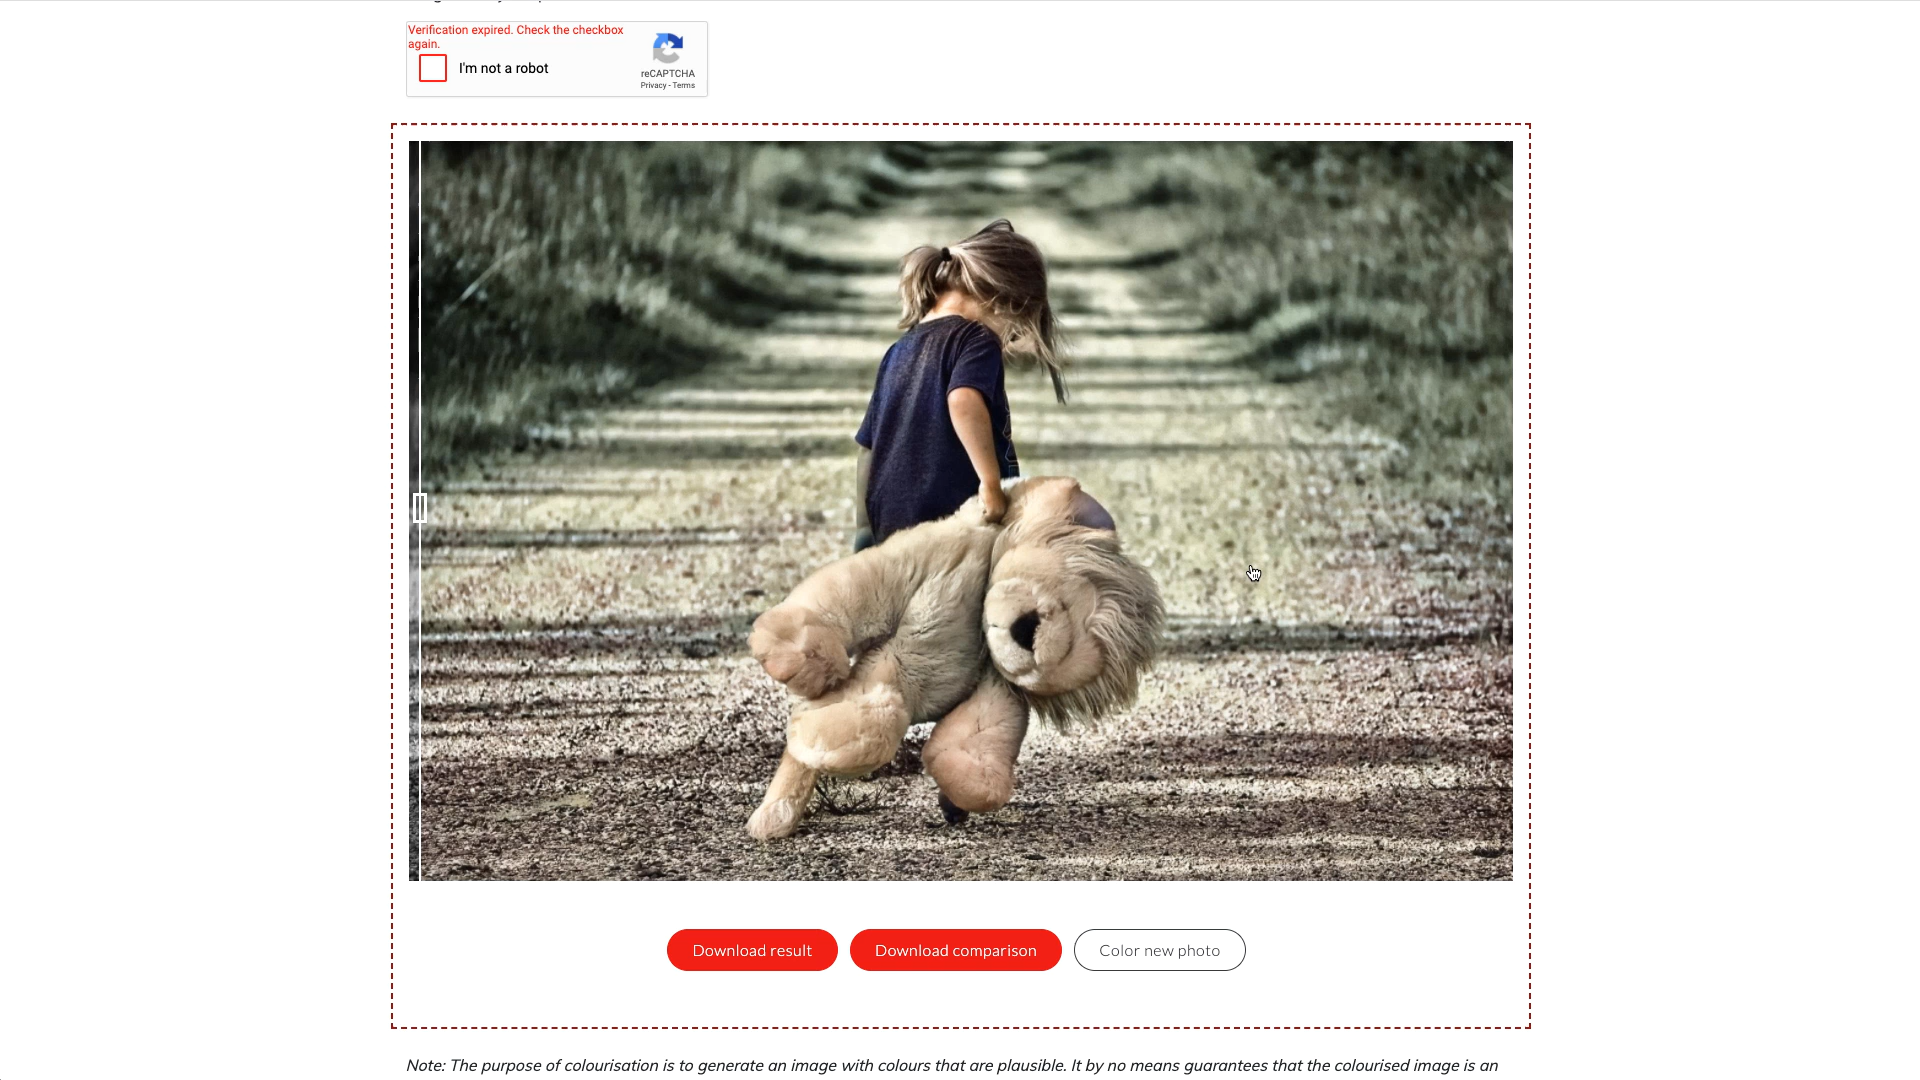 Verification expired. Check the checkbox
again.
I'm not a robot
reCAPTCHA
Privacy - Terms
Download result
Download comparison
Color new photo
Note: The purpose of colourisation is to generate an image with colours that are plausible. It by no means guarantees that the colourised image is an